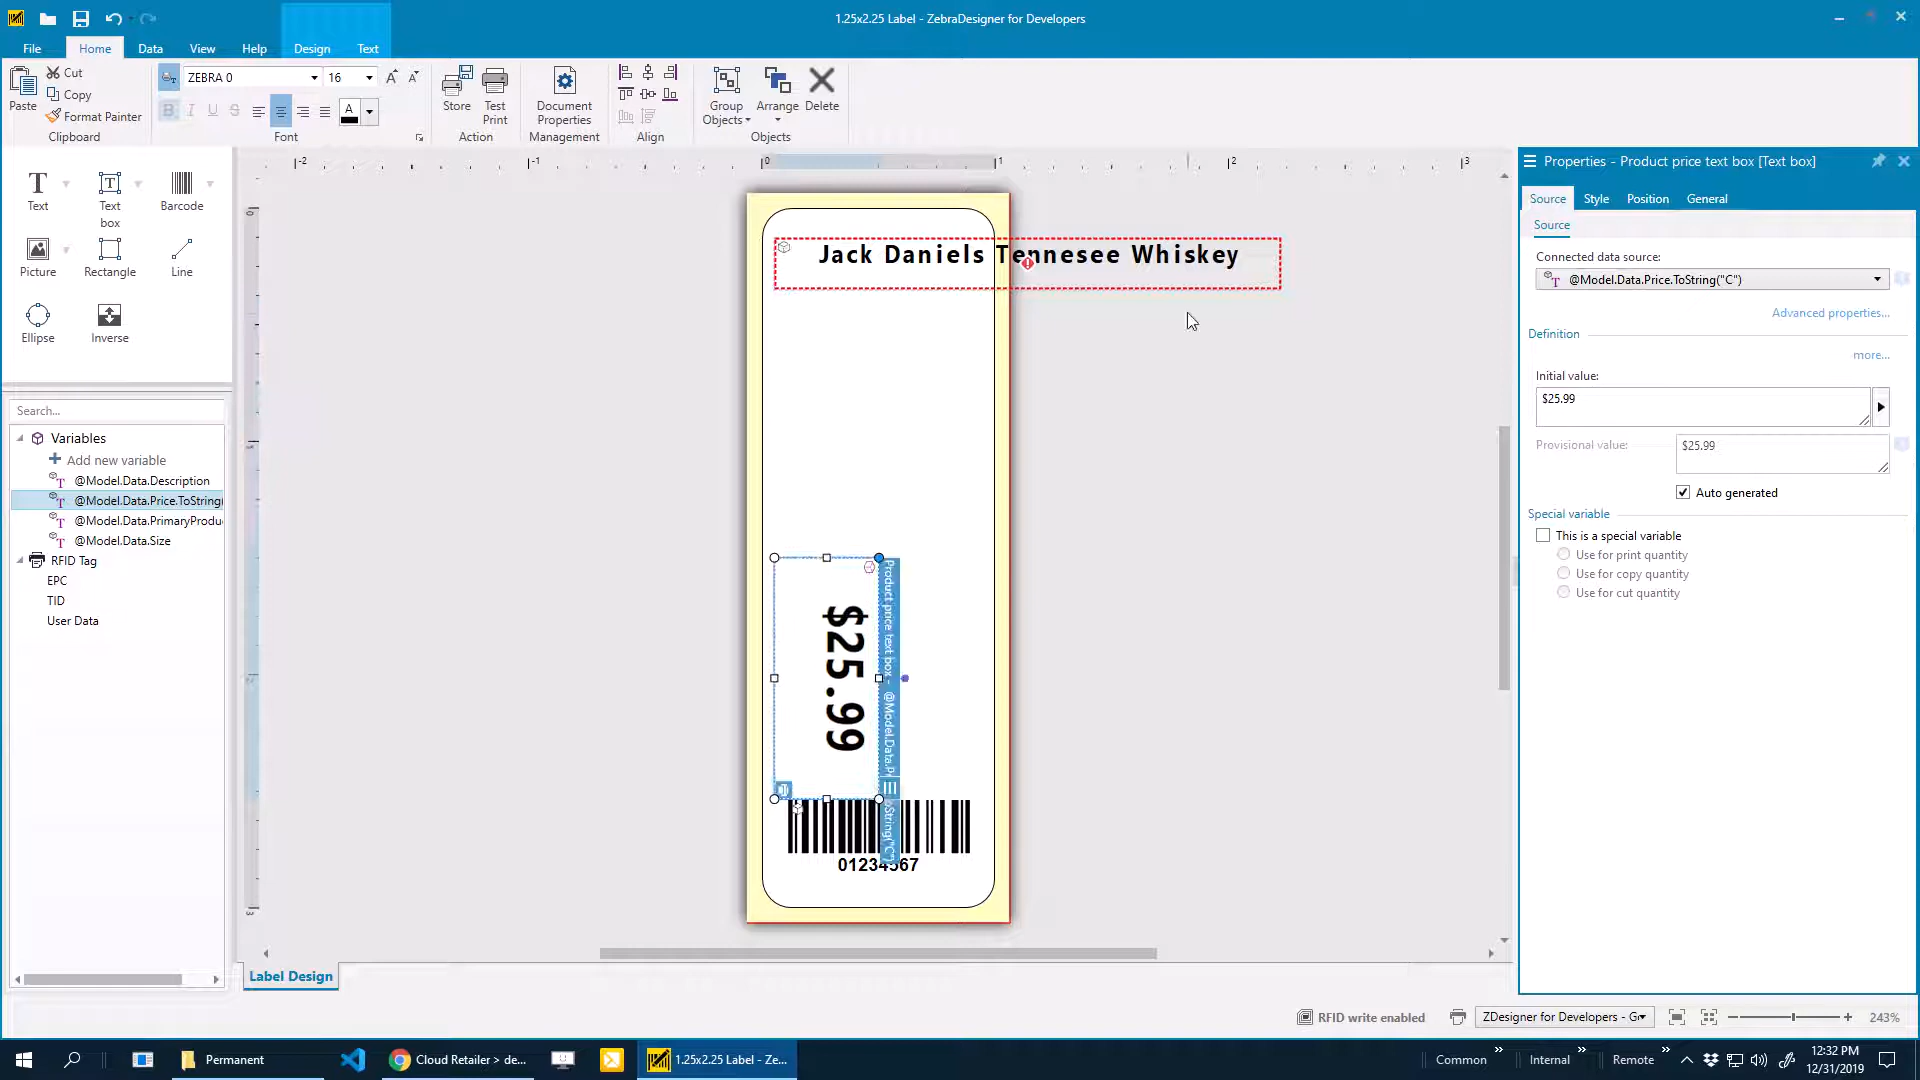 1.25x2.25 Label - ZebraDesigner for Developers
File
Home
Data
View
Help
Design
Text
Paste
Cut
Copy
Format Painter
Clipboard
ZEBRA 0
16
B I U S
A
Font
Store
Test Print
Action
Document Properties
Management
Align
Group Objects
Arrange
Delete
Objects
Text
Text box
Barcode
Picture
Rectangle
Line
Ellipse
Inverse
Search...
Variables
Add new variable
@Model.Data.Description
@Model.Data.Price.ToString(
@Model.Data.PrimaryProdu
@Model.Data.Size
RFID Tag
EPC
TID
User Data
-2
-1
0
1
2
3
Jack Daniels Tennesee Whiskey
$25.99
Product price text box - @Model.Data.Pr
oString("C")
01234567
Label Design
Properties - Product price text box [Text box]
Source
Style
Position
General
Source
Connected data source:
@Model.Data.Price.ToString("C")
Advanced properties...
Definition
more...
Initial value:
$25.99
Provisional value:
$25.99
Auto generated
Special variable
This is a special variable
Use for print quantity
Use for copy quantity
Use for cut quantity
RFID write enabled
ZDesigner for Developers - G
243%
Permanent
Cloud Retailer > de...
1.25x2.25 Label - Ze...
Common
Internal
Remote
12:32 PM
12/31/2019